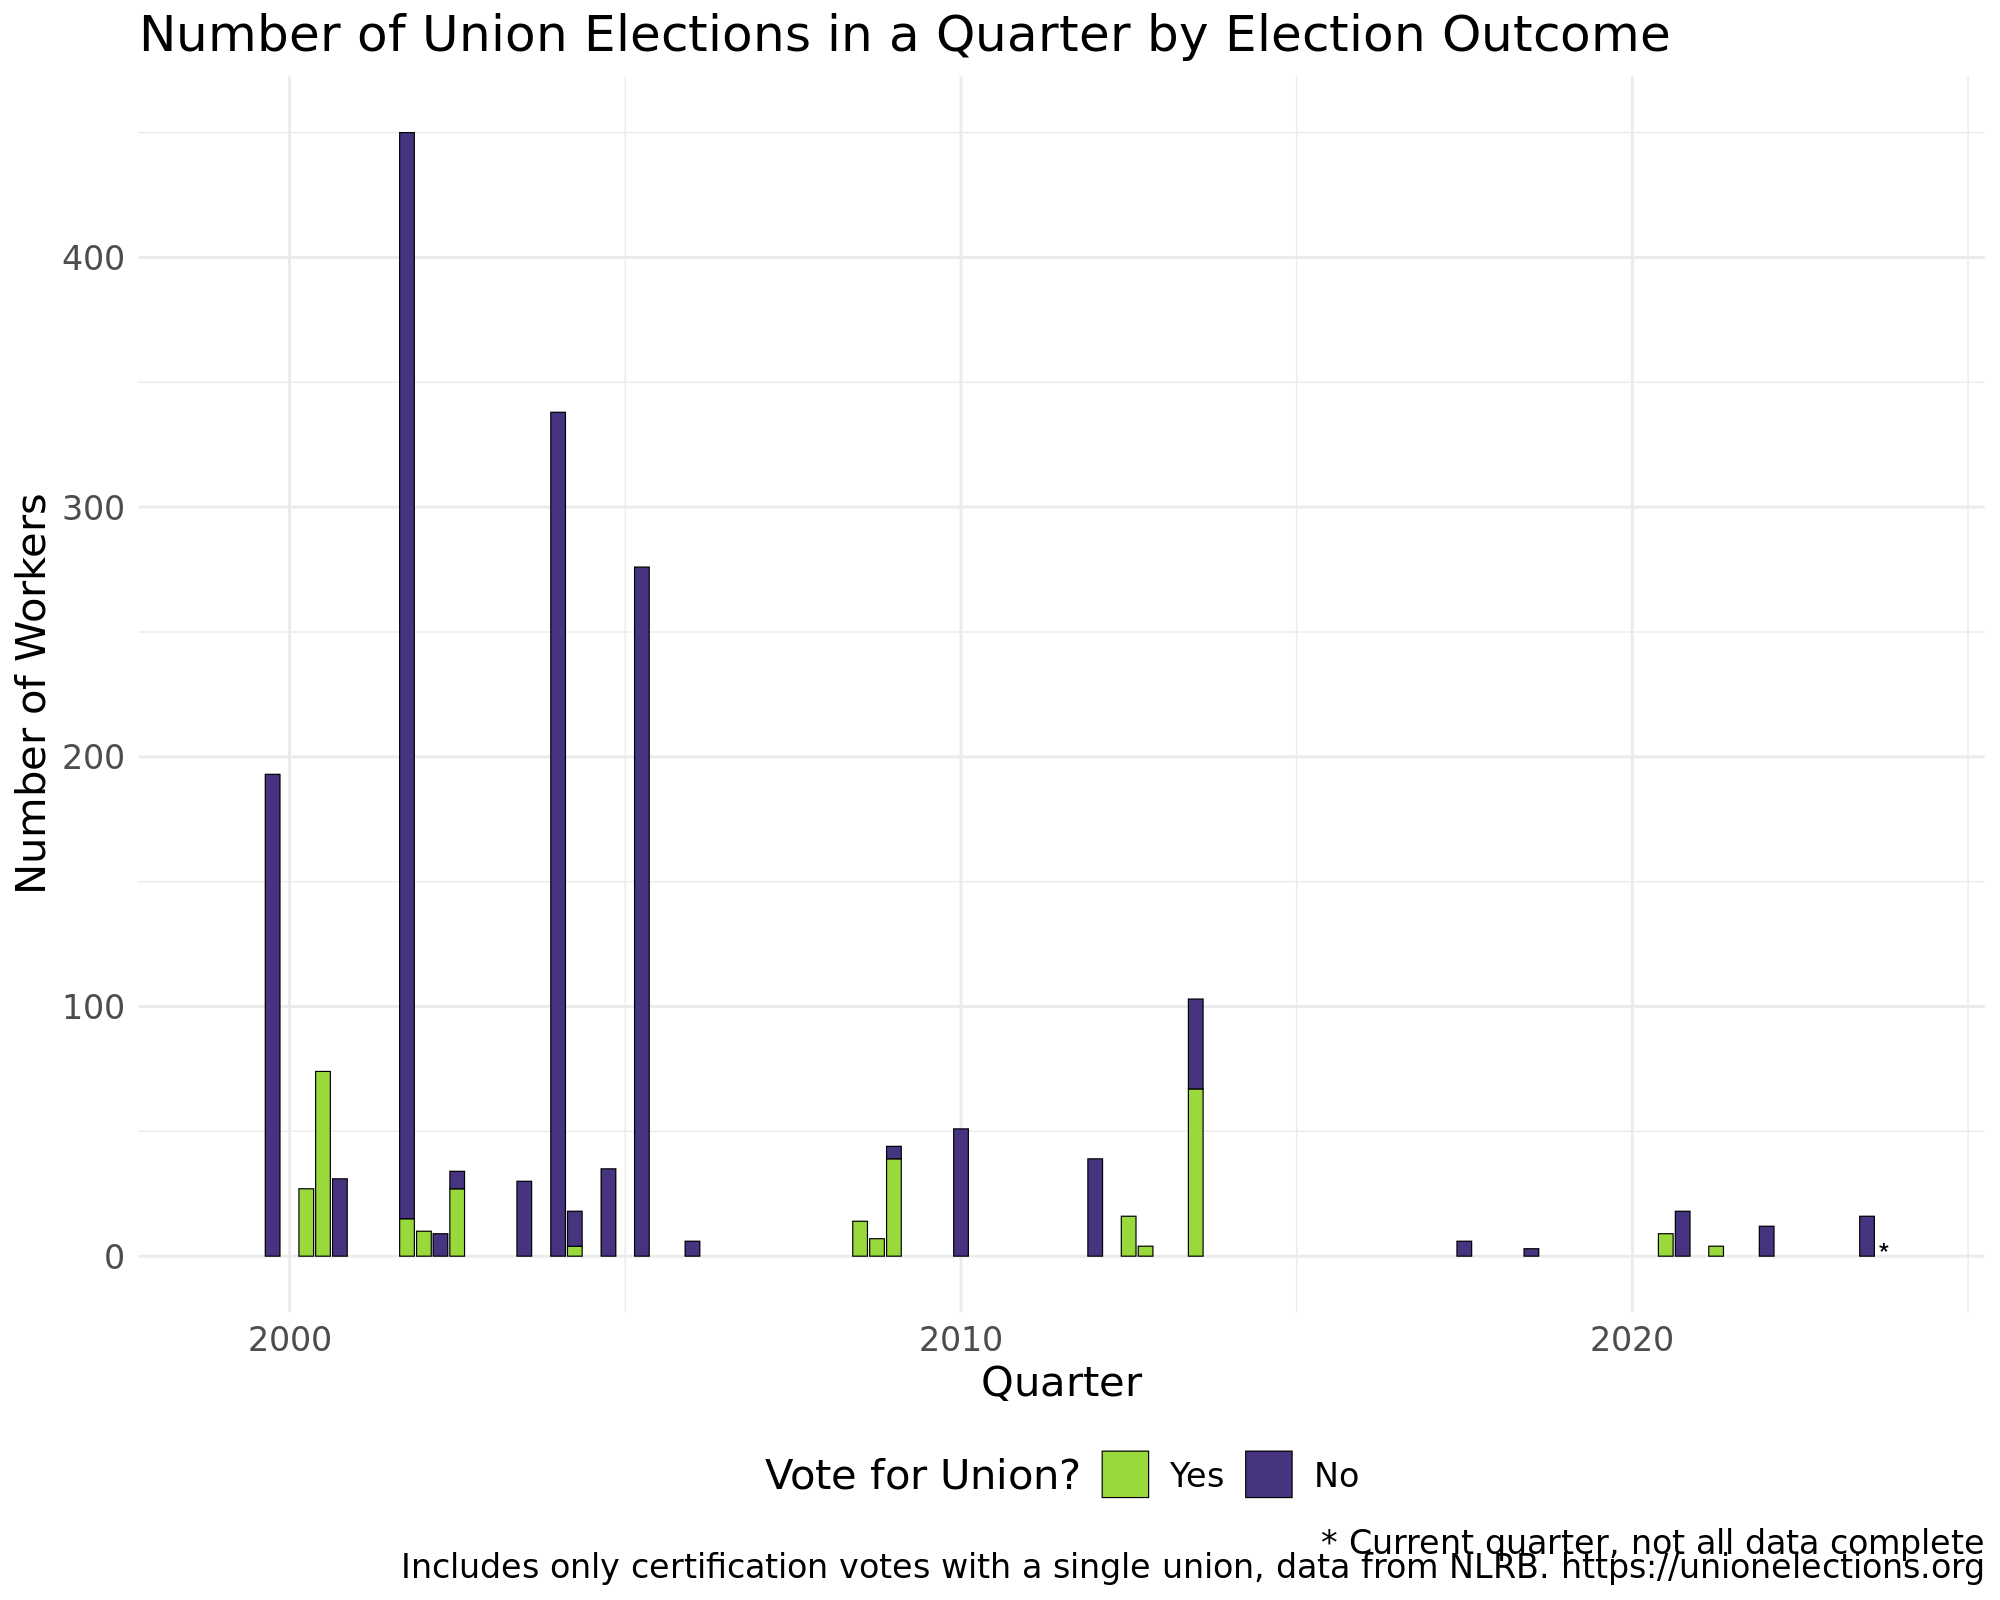 Number of Union Elections in a Quarter by Election Outcome
Number of Workers
400
300
200
100
0
*
2000 2010 2020
Quarter
Vote for Union? Yes No
* Current quarter, not all data complete
Includes only certification votes with a single union, data from NLRB. https://unionelections.org